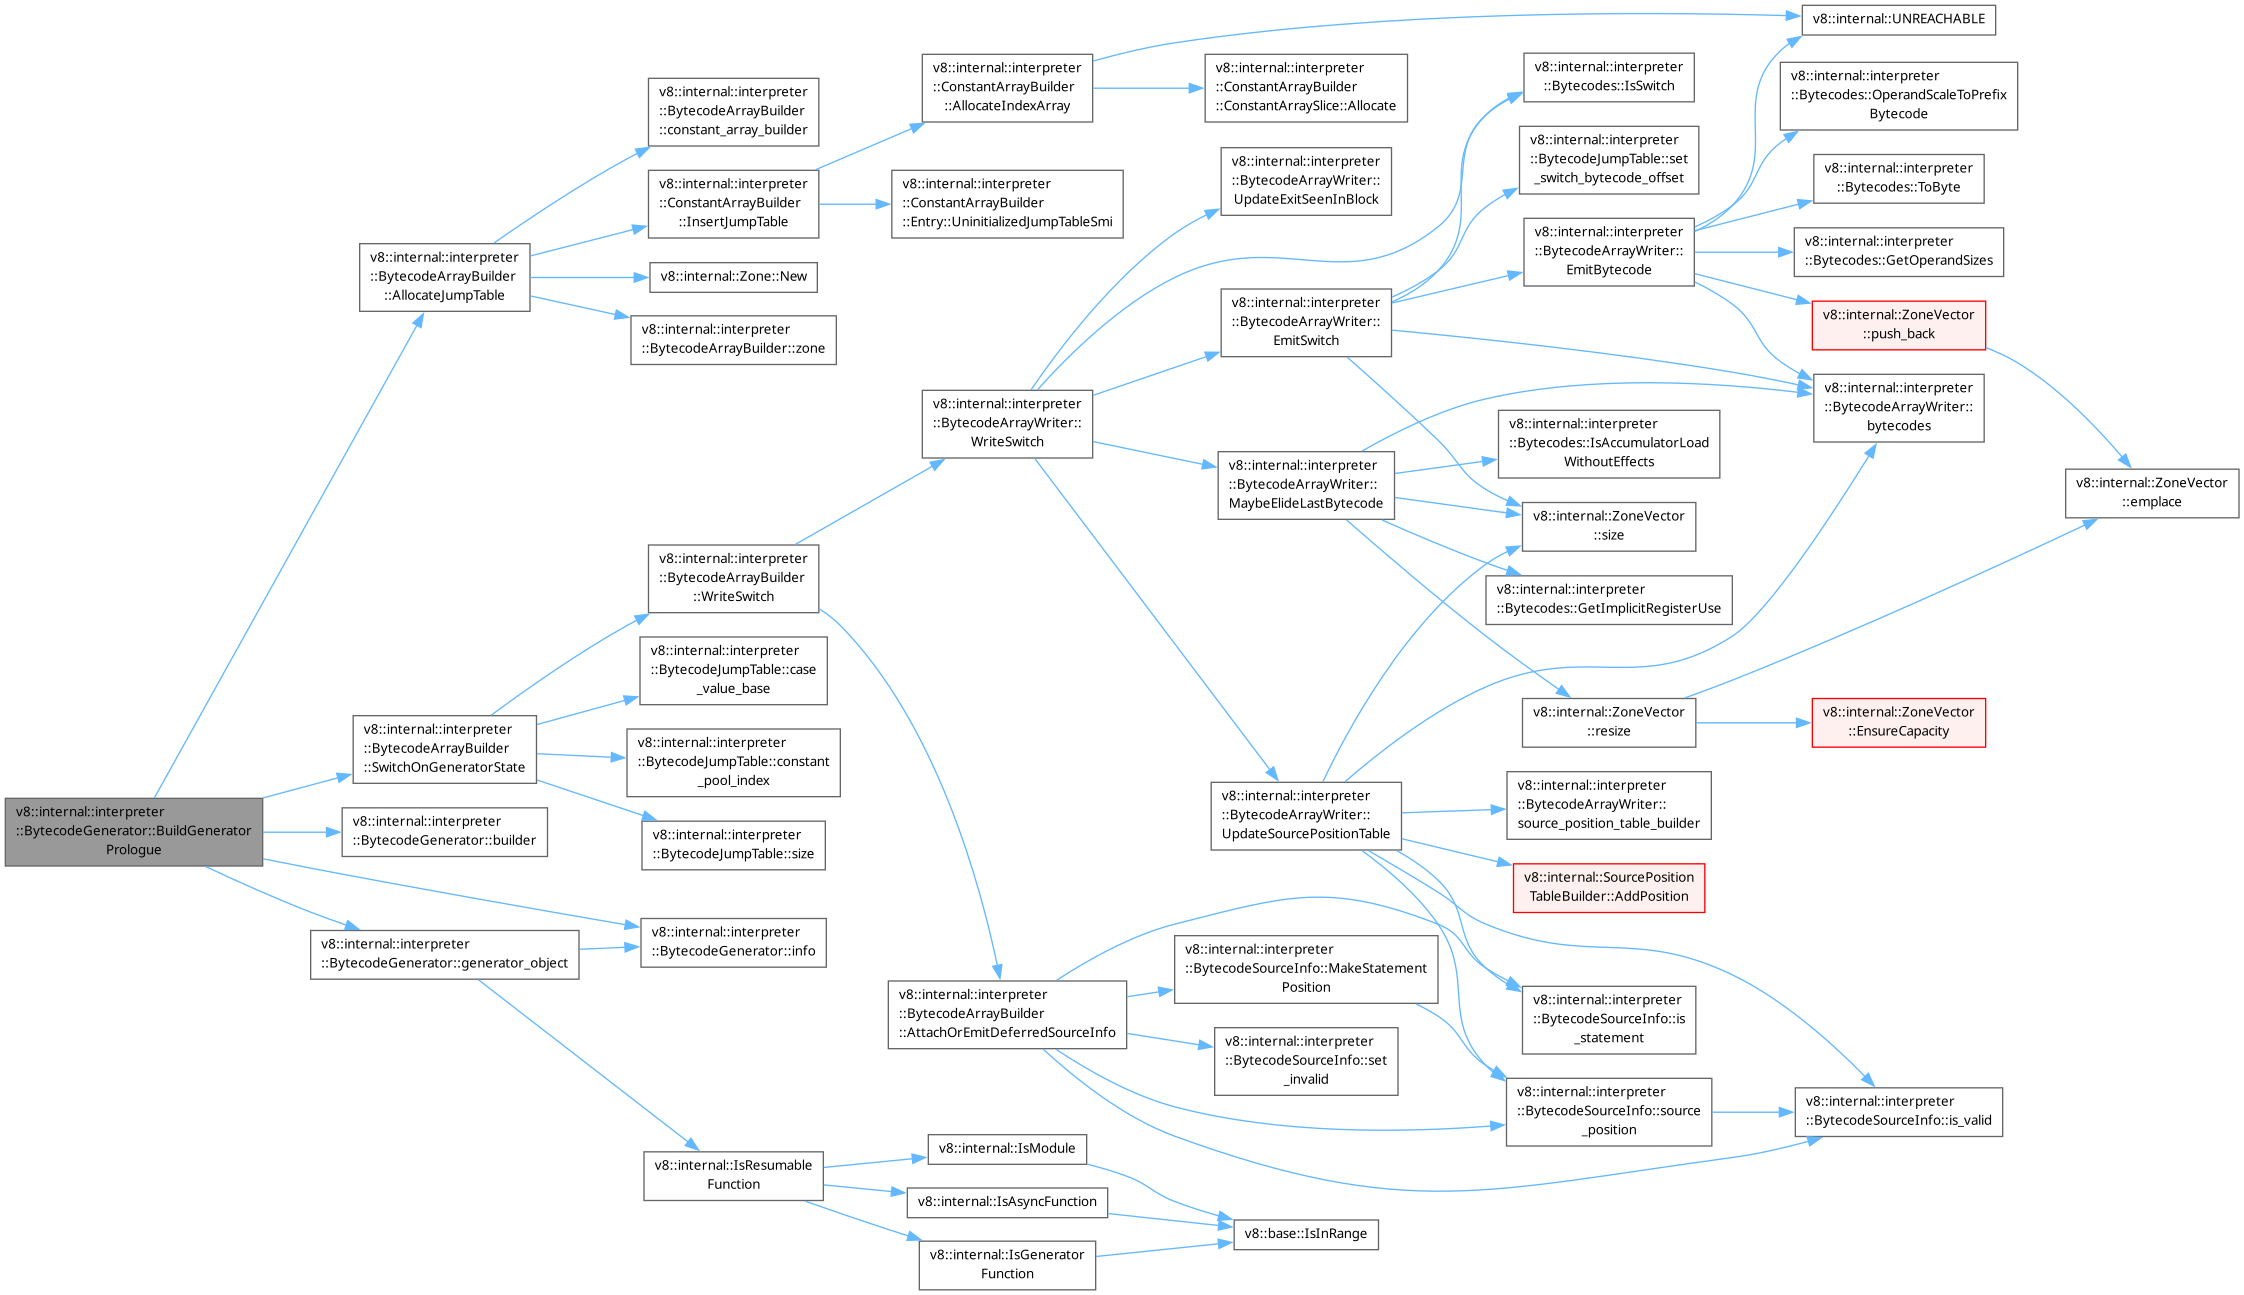 v8::internal::interpreter
::BytecodeGenerator::BuildGenerator
Prologue
v8::internal::interpreter
::BytecodeArrayBuilder
::AllocateJumpTable
v8::internal::interpreter
::BytecodeArrayBuilder
::SwitchOnGeneratorState
v8::internal::interpreter
::BytecodeGenerator::builder
v8::internal::interpreter
::BytecodeGenerator::generator_object
v8::internal::interpreter
::BytecodeArrayBuilder
::constant_array_builder
v8::internal::interpreter
::ConstantArrayBuilder
::InsertJumpTable
v8::internal::Zone::New
v8::internal::interpreter
::BytecodeArrayBuilder::zone
v8::internal::interpreter
::BytecodeArrayBuilder
::WriteSwitch
v8::internal::interpreter
::BytecodeJumpTable::case
_value_base
v8::internal::interpreter
::BytecodeJumpTable::constant
_pool_index
v8::internal::interpreter
::BytecodeJumpTable::size
v8::internal::interpreter
::BytecodeGenerator::info
v8::internal::IsResumable
Function
v8::internal::interpreter
::ConstantArrayBuilder
::AllocateIndexArray
v8::internal::interpreter
::ConstantArrayBuilder
::Entry::UninitializedJumpTableSmi
v8::internal::interpreter
::BytecodeArrayWriter::
WriteSwitch
v8::internal::interpreter
::BytecodeArrayBuilder
::AttachOrEmitDeferredSourceInfo
v8::internal::IsModule
v8::internal::IsAsyncFunction
v8::internal::IsGenerator
Function
v8::internal::interpreter
::ConstantArrayBuilder
::ConstantArraySlice::Allocate
v8::internal::interpreter
::BytecodeArrayWriter::
UpdateExitSeenInBlock
v8::internal::interpreter
::BytecodeArrayWriter::
EmitSwitch
v8::internal::interpreter
::BytecodeArrayWriter::
MaybeElideLastBytecode
v8::internal::interpreter
::BytecodeArrayWriter::
UpdateSourcePositionTable
v8::internal::interpreter
::BytecodeSourceInfo::MakeStatement
Position
v8::internal::interpreter
::BytecodeSourceInfo::set
_invalid
v8::base::IsInRange
v8::internal::interpreter
::Bytecodes::IsSwitch
v8::internal::interpreter
::BytecodeJumpTable::set
_switch_bytecode_offset
v8::internal::interpreter
::BytecodeArrayWriter::
EmitBytecode
v8::internal::interpreter
::Bytecodes::IsAccumulatorLoad
WithoutEffects
v8::internal::ZoneVector
::size
v8::internal::interpreter
::Bytecodes::GetImplicitRegisterUse
v8::internal::ZoneVector
::resize
v8::internal::interpreter
::BytecodeArrayWriter::
source_position_table_builder
v8::internal::SourcePosition
TableBuilder::AddPosition
v8::internal::interpreter
::BytecodeSourceInfo::is
_statement
v8::internal::interpreter
::BytecodeSourceInfo::source
_position
v8::internal::UNREACHABLE
v8::internal::interpreter
::Bytecodes::OperandScaleToPrefix
Bytecode
v8::internal::interpreter
::Bytecodes::ToByte
v8::internal::interpreter
::Bytecodes::GetOperandSizes
v8::internal::ZoneVector
::push_back
v8::internal::interpreter
::BytecodeArrayWriter::
bytecodes
v8::internal::ZoneVector
::EnsureCapacity
v8::internal::interpreter
::BytecodeSourceInfo::is_valid
v8::internal::ZoneVector
::emplace